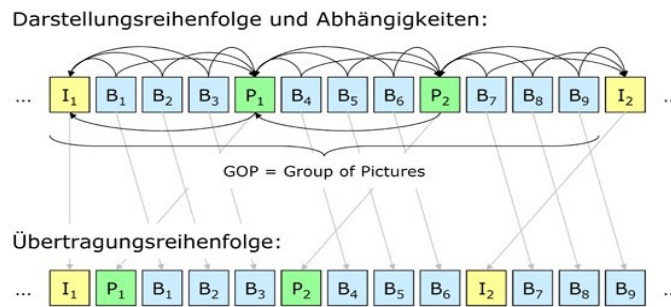 Darstellungsreihenfolge und Abhängigkeiten:
... I1 B1 B2 B3 P1 B4 B5 B6 P2 B7 B8 B9 I2 ...
GOP = Group of Pictures
Übertragungsreihenfolge:
... I1 P1 B1 B2 B3 P2 B4 B5 B6 I2 B7 B8 B9 ...